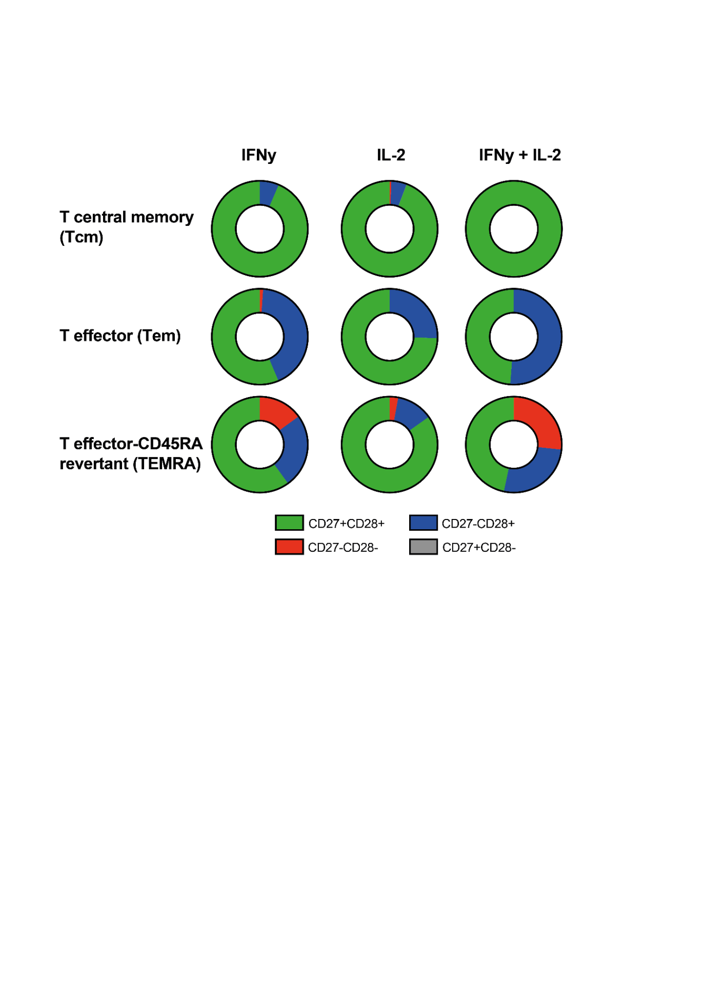 IFNy
IL-2
IFNy + IL-2
T central memory
(Tcm)
T effector (Tem)
T effector-CD45RA
revertant (TEMRA)
CD27+CD28+
CD27-CD28+
CD27-CD28-
CD27+CD28-